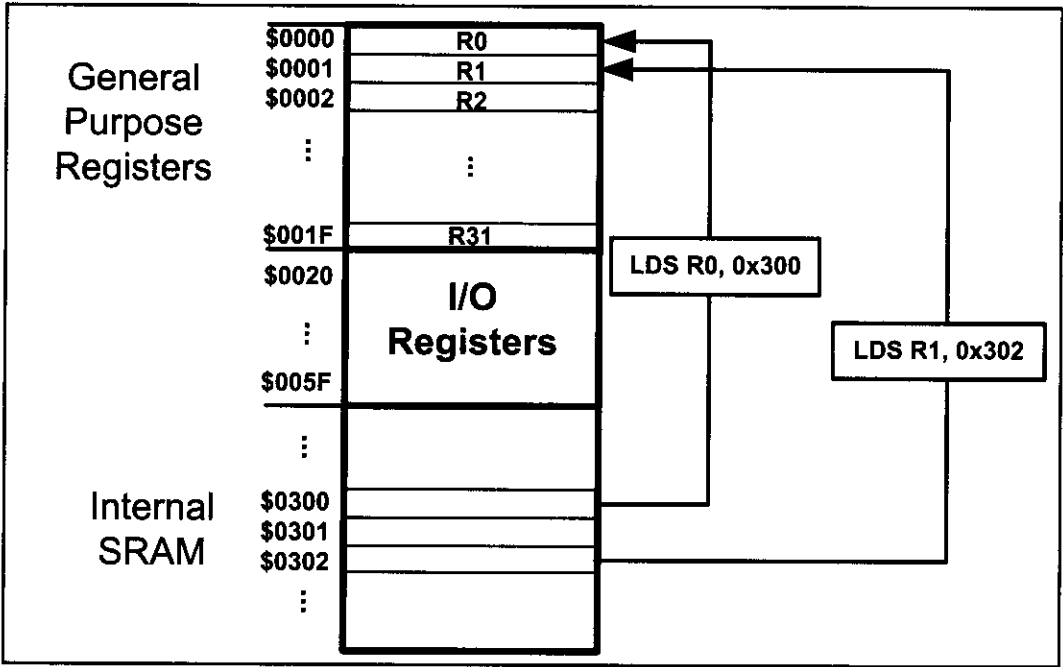 General
Purpose
Registers
$0000 R0
$0001 R1
$0002 R2
⋮ ⋮
$001F R31
$0020
⋮
$005F
I/O
Registers
LDS R0, 0x300
LDS R1, 0x302
⋮
Internal
SRAM
$0300
$0301
$0302
⋮